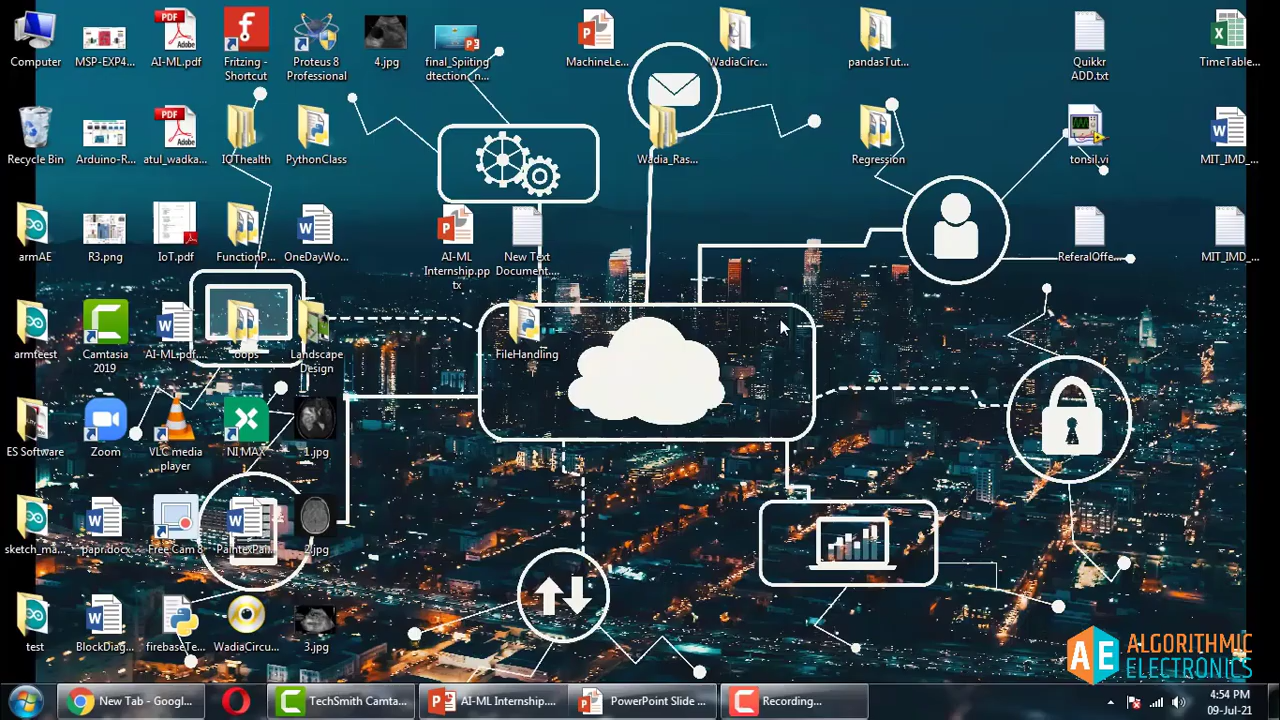 Computer
MSP-EXP4...
AI-ML.pdf
Fritzing -
Shortcut
Proteus 8
Professional
4.jpg
final_Spiting
dtection_n...
MachineLe...
WadiaCirc...
pandasTut...
Quikkr
ADD.txt
TimeTable...
Recycle Bin
Arduino-R...
atul_wadka...
IOThealth
PythonClass
Wadia_Ras...
Regression
tonsil.vi
MIT_IMD_...
armAE
R3.png
IoT.pdf
FunctionP...
OneDayWo...
AI-ML
Internship.pp
tx
New Text
Document....
ReferalOffe...
MIT_IMD_...
armteest
Camtasia
2019
AI-ML.pdf....
oops
Landscape
Design
FileHandling
ES Software
Zoom
VLC media
player
NI MAX
1.jpg
sketch_ma...
papr.docx
Free Cam 8
PaintexPai...
2.jpg
test
BlockDiag...
firebaseTe...
WadiaCircu...
3.jpg
AE ALGORITHMIC
ELECTRONICS
New Tab - Googl...
TechSmith Camta...
AI-ML Internship....
PowerPoint Slide ...
Recording...
4:54 PM
09-Jul-21